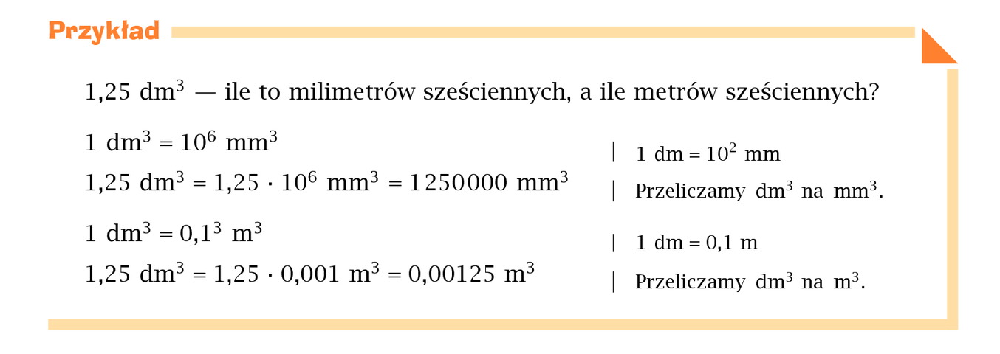 Przykład
1,25 dm³ — ile to milimetrów sześciennych, a ile metrów sześciennych?
1 dm³ = 10⁶ mm³ | 1 dm = 10² mm
1,25 dm³ = 1,25 · 10⁶ mm³ = 1 250000 mm³ | Przeliczamy dm³ na mm³.
1 dm³ = 0,1³ m³ | 1 dm = 0,1 m
1,25 dm³ = 1,25 · 0,001 m³ = 0,00125 m³ | Przeliczamy dm³ na m³.